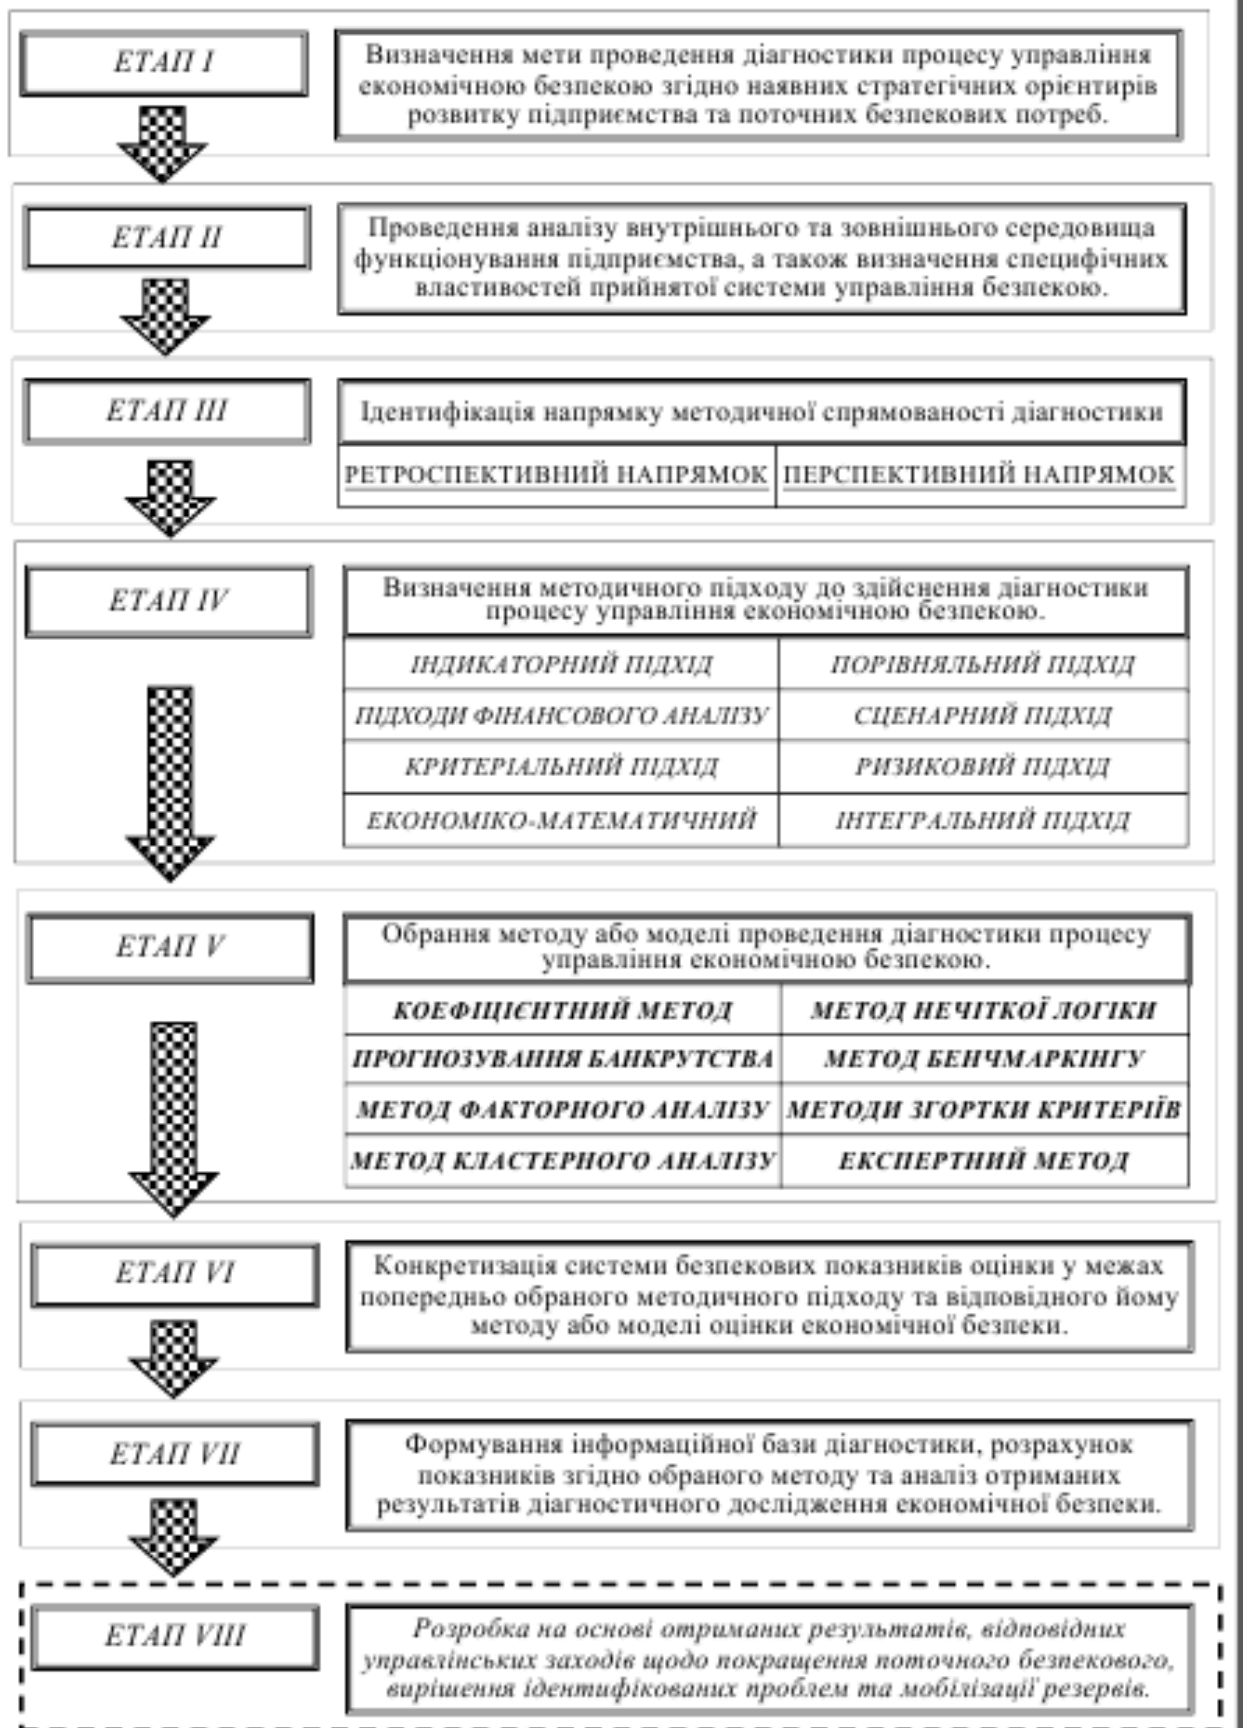 ЕТАП I
Визначення мети проведення діагностики процесу управління
економічною безпекою згідно наявних стратегічних орієнтирів
розвитку підприємства та поточних безпекових потреб.
ЕТАП II
Проведення аналізу внутрішнього та зовнішнього середовища
функціонування підприємства, а також визначення специфічних
властивостей прийнятої системи управління безпекою.
ЕТАП III
Ідентифікація напрямку методичної спрямованості діагностики
РЕТРОСПЕКТИВНИЙ НАПРЯМОК
ПЕРСПЕКТИВНИЙ НАПРЯМОК
ЕТАП IV
Визначення методичного підходу до здійснення діагностики
процесу управління економічною безпекою.
ІНДИКАТОРНИЙ ПІДХІД
ПОРІВНЯЛЬНИЙ ПІДХІД
ПІДХОДИ ФІНАНСОВОГО АНАЛІЗУ
СЦЕНАРНИЙ ПІДХІД
КРИТЕРІАЛЬНИЙ ПІДХІД
РИЗИКОВИЙ ПІДХІД
ЕКОНОМІКО-МАТЕМАТИЧНИЙ
ІНТЕГРАЛЬНИЙ ПІДХІД
ЕТАП V
Обрання методу або моделі проведення діагностики процесу
управління економічною безпекою.
КОЕФІЦІЄНТНИЙ МЕТОД
МЕТОД НЕЧІТКОЇ ЛОГІКИ
ПРОГНОЗУВАННЯ БАНКРУТСТВА
МЕТОД БЕНЧМАРКІНГУ
МЕТОД ФАКТОРНОГО АНАЛІЗУ
МЕТОДИ ЗГОРТКИ КРИТЕРІЇВ
МЕТОД КЛАСТЕРНОГО АНАЛІЗУ
ЕКСПЕРТНИЙ МЕТОД
ЕТАП VI
Конкретизація системи безпекових показників оцінки у межах
попередньо обраного методичного підходу та відповідного йому
методу або моделі оцінки економічної безпеки.
ЕТАП VII
Формування інформаційної бази діагностики, розрахунок
показників згідно обраного методу та аналіз отриманих
результатів діагностичного дослідження економічної безпеки.
ЕТАП VIII
Розробка на основі отриманих результатів, відповідних
управлінських заходів щодо покращення поточного безпекового,
вирішення ідентифікованих проблем та мобілізації резервів.